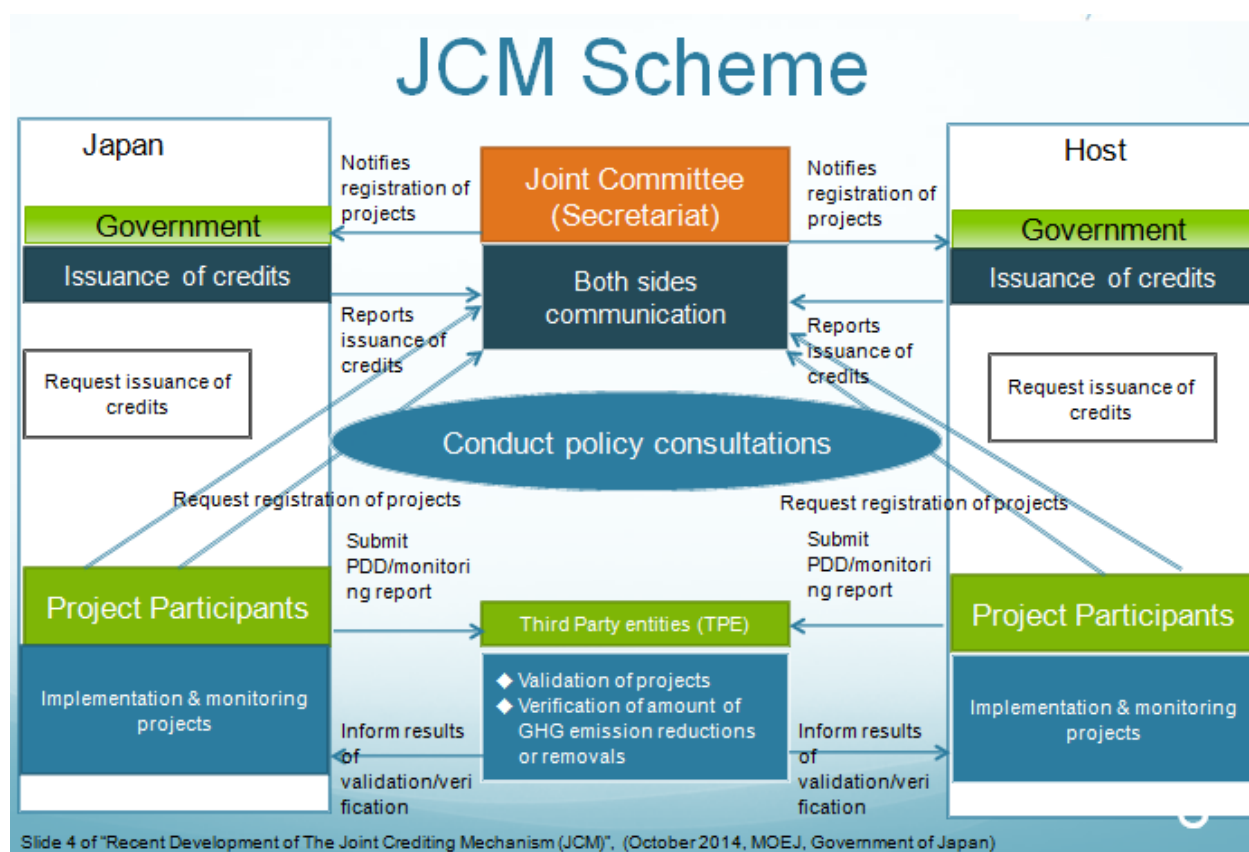 JCM Scheme
Japan
Government
Issuance of credits
Request issuance of
credits
Project Participants
Implementation & monitoring
projects
Notifies
registration of
projects
Reports
issuance of
credits
Request registration of projects
Submit
PDD/monitori
ng report
Inform results
of
validation/veri
fication
Joint Committee
(Secretariat)
Both sides
communication
Conduct policy consultations
Third Party entities (TPE)
◆ Validation of projects
◆ Verification of amount of
GHG emission reductions
or removals
Notifies
registration of
projects
Reports
issuance of
credits
Request registration of projects
Submit
PDD/monitori
ng report
Inform results
of
validation/veri
fication
Host
Government
Issuance of credits
Request issuance of
credits
Project Participants
Implementation & monitoring
projects
Slide 4 of "Recent Development of The Joint Crediting Mechanism (JCM)", (October 2014, MOEJ, Government of Japan)